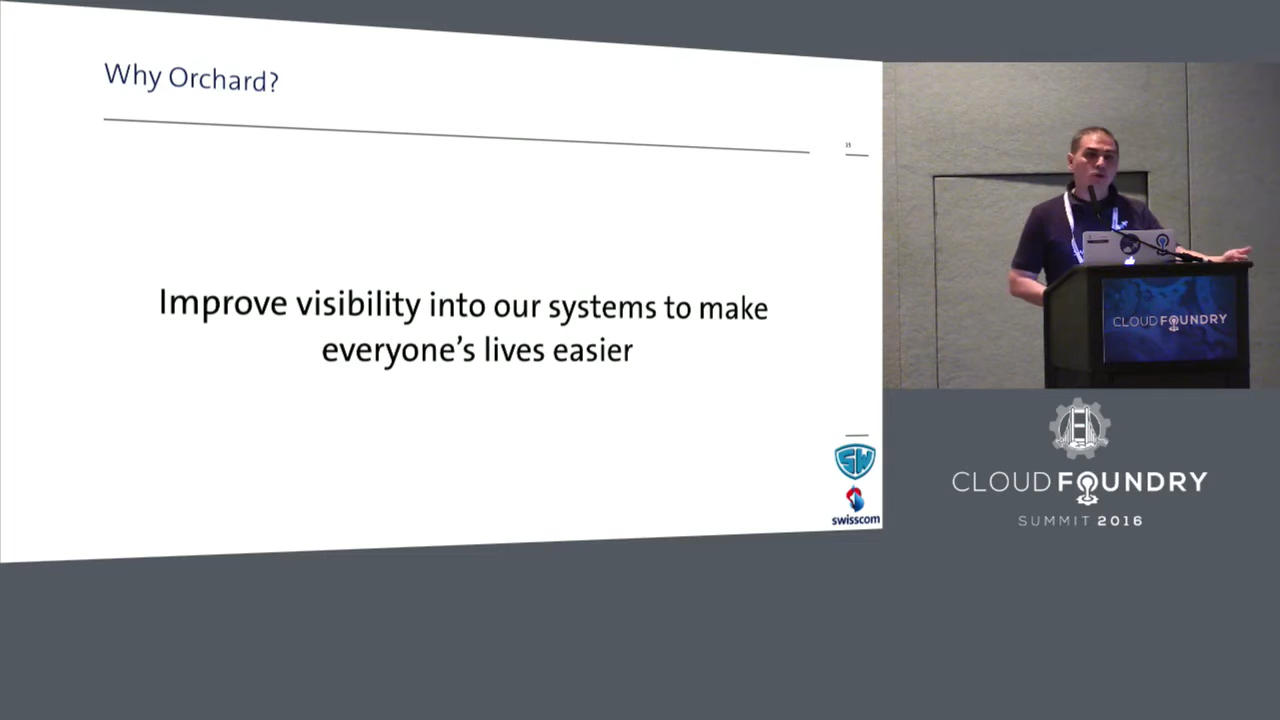 Why Orchard?
Improve visibility into our systems to make
everyone's lives easier
SW
swisscom
CLOUD FOUNDRY
CLOUD FOUNDRY
SUMMIT 2016